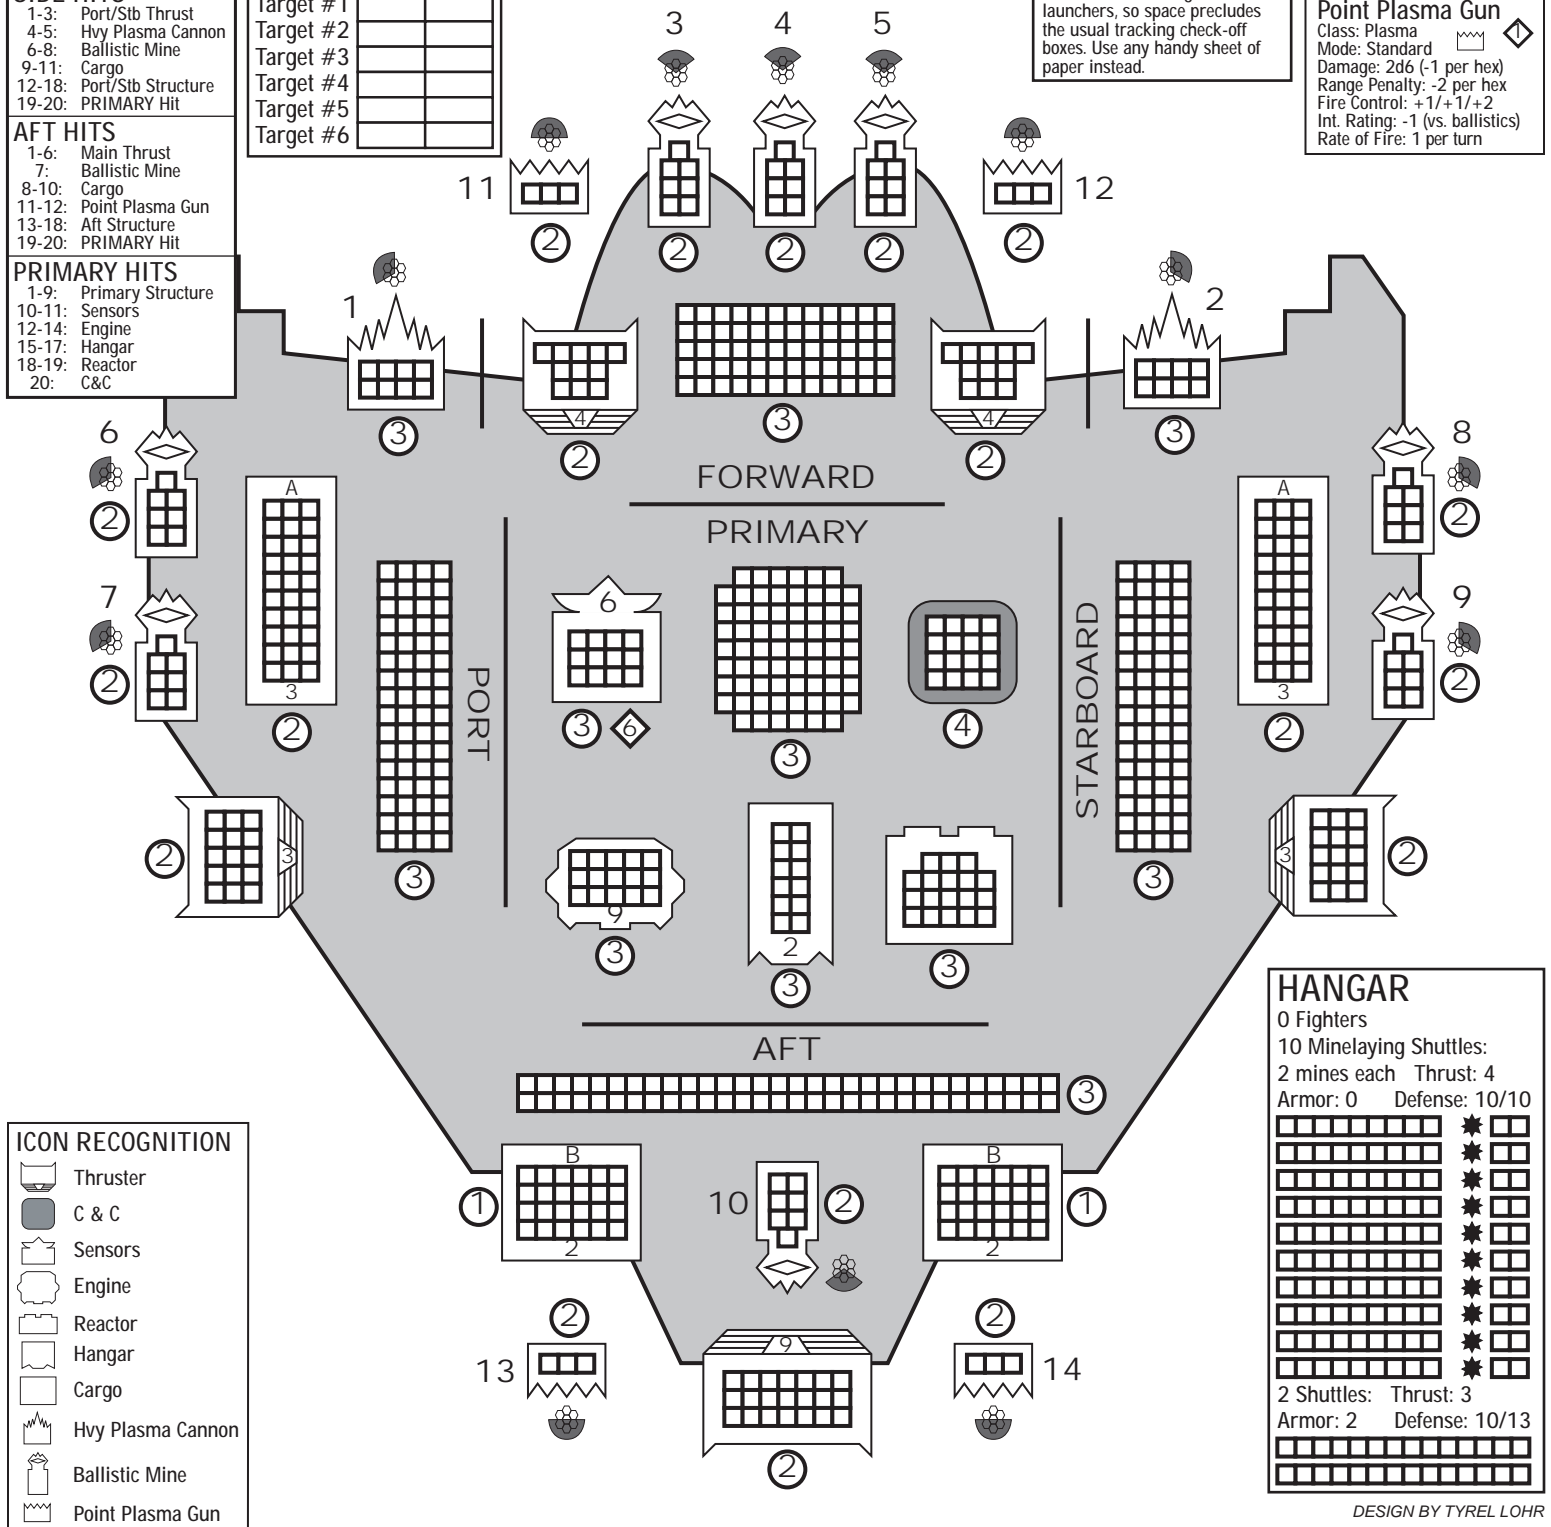 SIDE HITS
1-3: Port/Stb Thrust
4-5: Hvy Plasma Cannon
6-8: Ballistic Mine
9-11: Cargo
12-18: Port/Stb Structure
19-20: PRIMARY Hit
AFT HITS
1-6: Main Thrust
7: Ballistic Mine
8-10: Cargo
11-12: Point Plasma Gun
13-18: Aft Structure
19-20: PRIMARY Hit
PRIMARY HITS
1-9: Primary Structure
10-11: Sensors
12-14: Engine
15-17: Hangar
18-19: Reactor
20: C&C
Target #1
Target #2
Target #3
Target #4
Target #5
Target #6
launchers, so space precludes
the usual tracking check-off
boxes. Use any handy sheet of
paper instead.
Point Plasma Gun
Class: Plasma
Mode: Standard
1
Damage: 2d6 (-1 per hex)
Range Penalty: -2 per hex
Fire Control: +1/+1/+2
Int. Rating: -1 (vs. ballistics)
Rate of Fire: 1 per turn
3 4 5
11 12
2 2 2 2 2
1 2
4 4
3 3 3
2 2
6 8
FORWARD
A A
2 2
PRIMARY
7 9
6
PORT
STARBOARD
2 2
3 3
3 6 4
2 2
3
2 3 3 2
3 3
9 2
3 3
3
AFT
3
B B
1 10 2 1
2 2
2 2
13 9 14
2
HANGAR
0 Fighters
10 Minelaying Shuttles:
2 mines each Thrust: 4
Armor: 0 Defense: 10/10
2 Shuttles: Thrust: 3
Armor: 2 Defense: 10/13
ICON RECOGNITION
Thruster
C & C
Sensors
Engine
Reactor
Hangar
Cargo
Hvy Plasma Cannon
Ballistic Mine
Point Plasma Gun
DESIGN BY TYREL LOHR